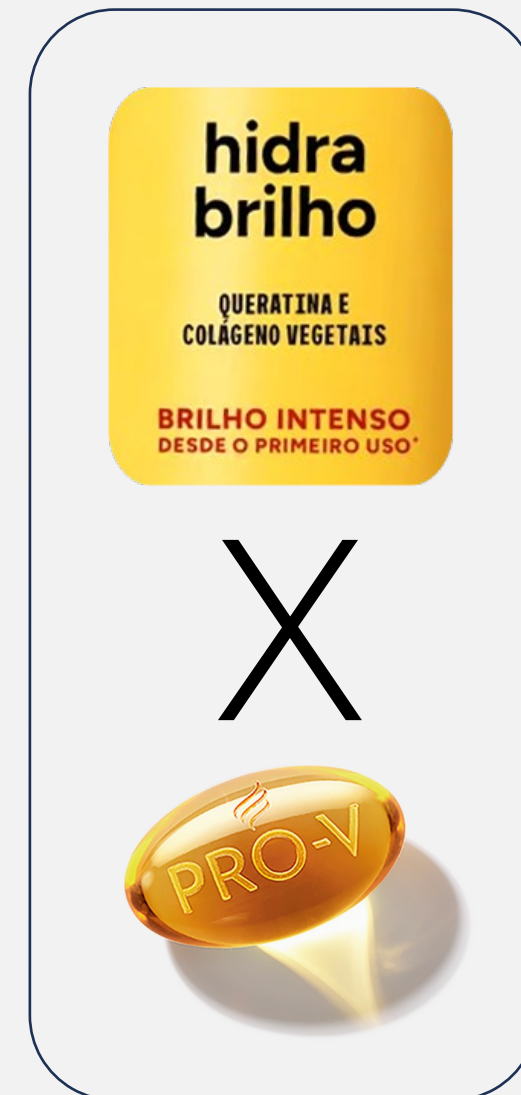 hidra
brilho
QUERATINA E
COLÁGENO VEGETAIS
BRILHO INTENSO
DESDE O PRIMEIRO USO*
X
PRO-V